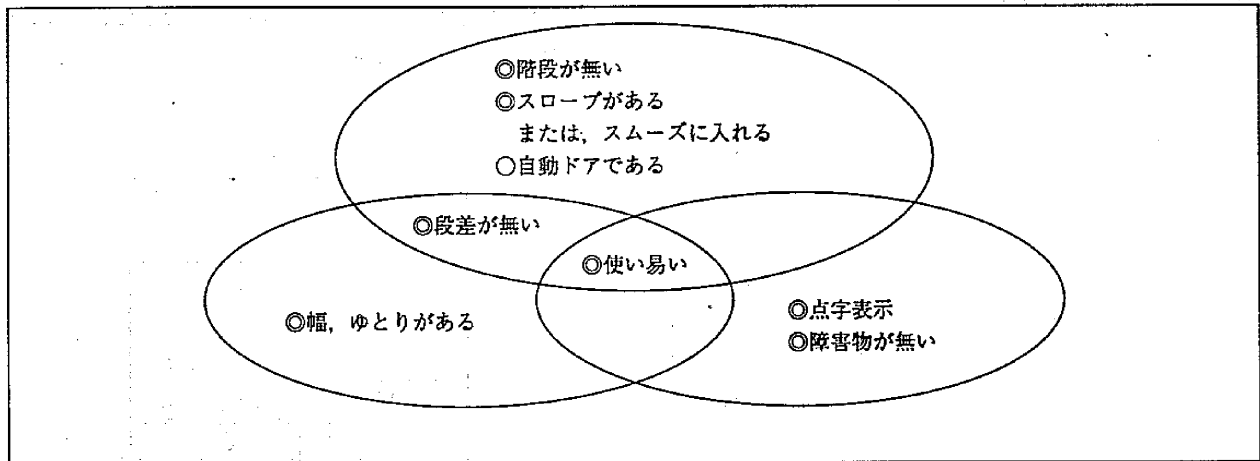 ◎階段が無い
◎スロープがある
または，スムーズに入れる
○自動ドアである
◎段差が無い
◎使い易い
◎幅，ゆとりがある
◎点字表示
◎障害物が無い